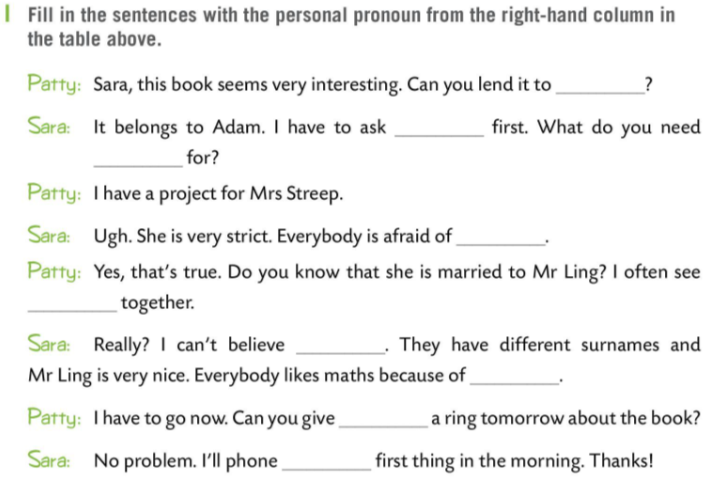 Fill in the sentences with the personal pronoun from the right-hand column in
the table above.
Patty: Sara, this book seems very interesting. Can you lend it to _________?
Sara: It belongs to Adam. I have to ask _________ first. What do you need
_________ for?
Patty: I have a project for Mrs Streep.
Sara: Ugh. She is very strict. Everybody is afraid of _________.
Patty: Yes, that's true. Do you know that she is married to Mr Ling? I often see
_________ together.
Sara: Really? I can't believe _________. They have different surnames and
Mr Ling is very nice. Everybody likes maths because of _________.
Patty: I have to go now. Can you give _________ a ring tomorrow about the book?
Sara: No problem. I'll phone _________ first thing in the morning. Thanks!